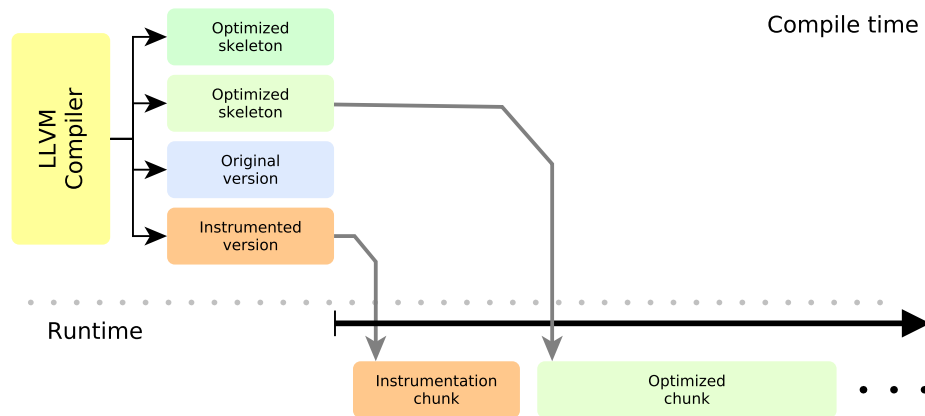 Compile time
LLVM
Compiler
Optimized
skeleton
Optimized
skeleton
Original
version
Instrumented
version
Runtime
Instrumentation
chunk
Optimized
chunk